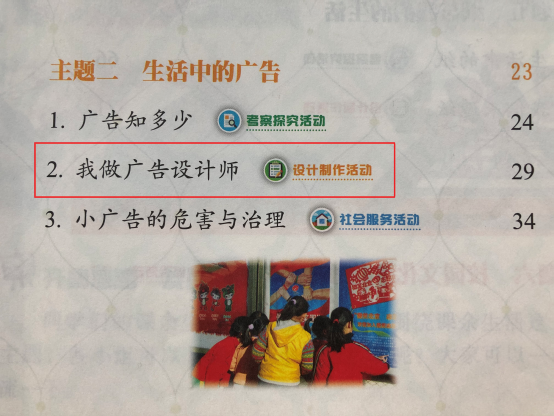 主题二 生活中的广告 23
1. 广告知多少 考察探究活动 24
2. 我做广告设计师 设计制作活动 29
3. 小广告的危害与治理 社会服务活动 34